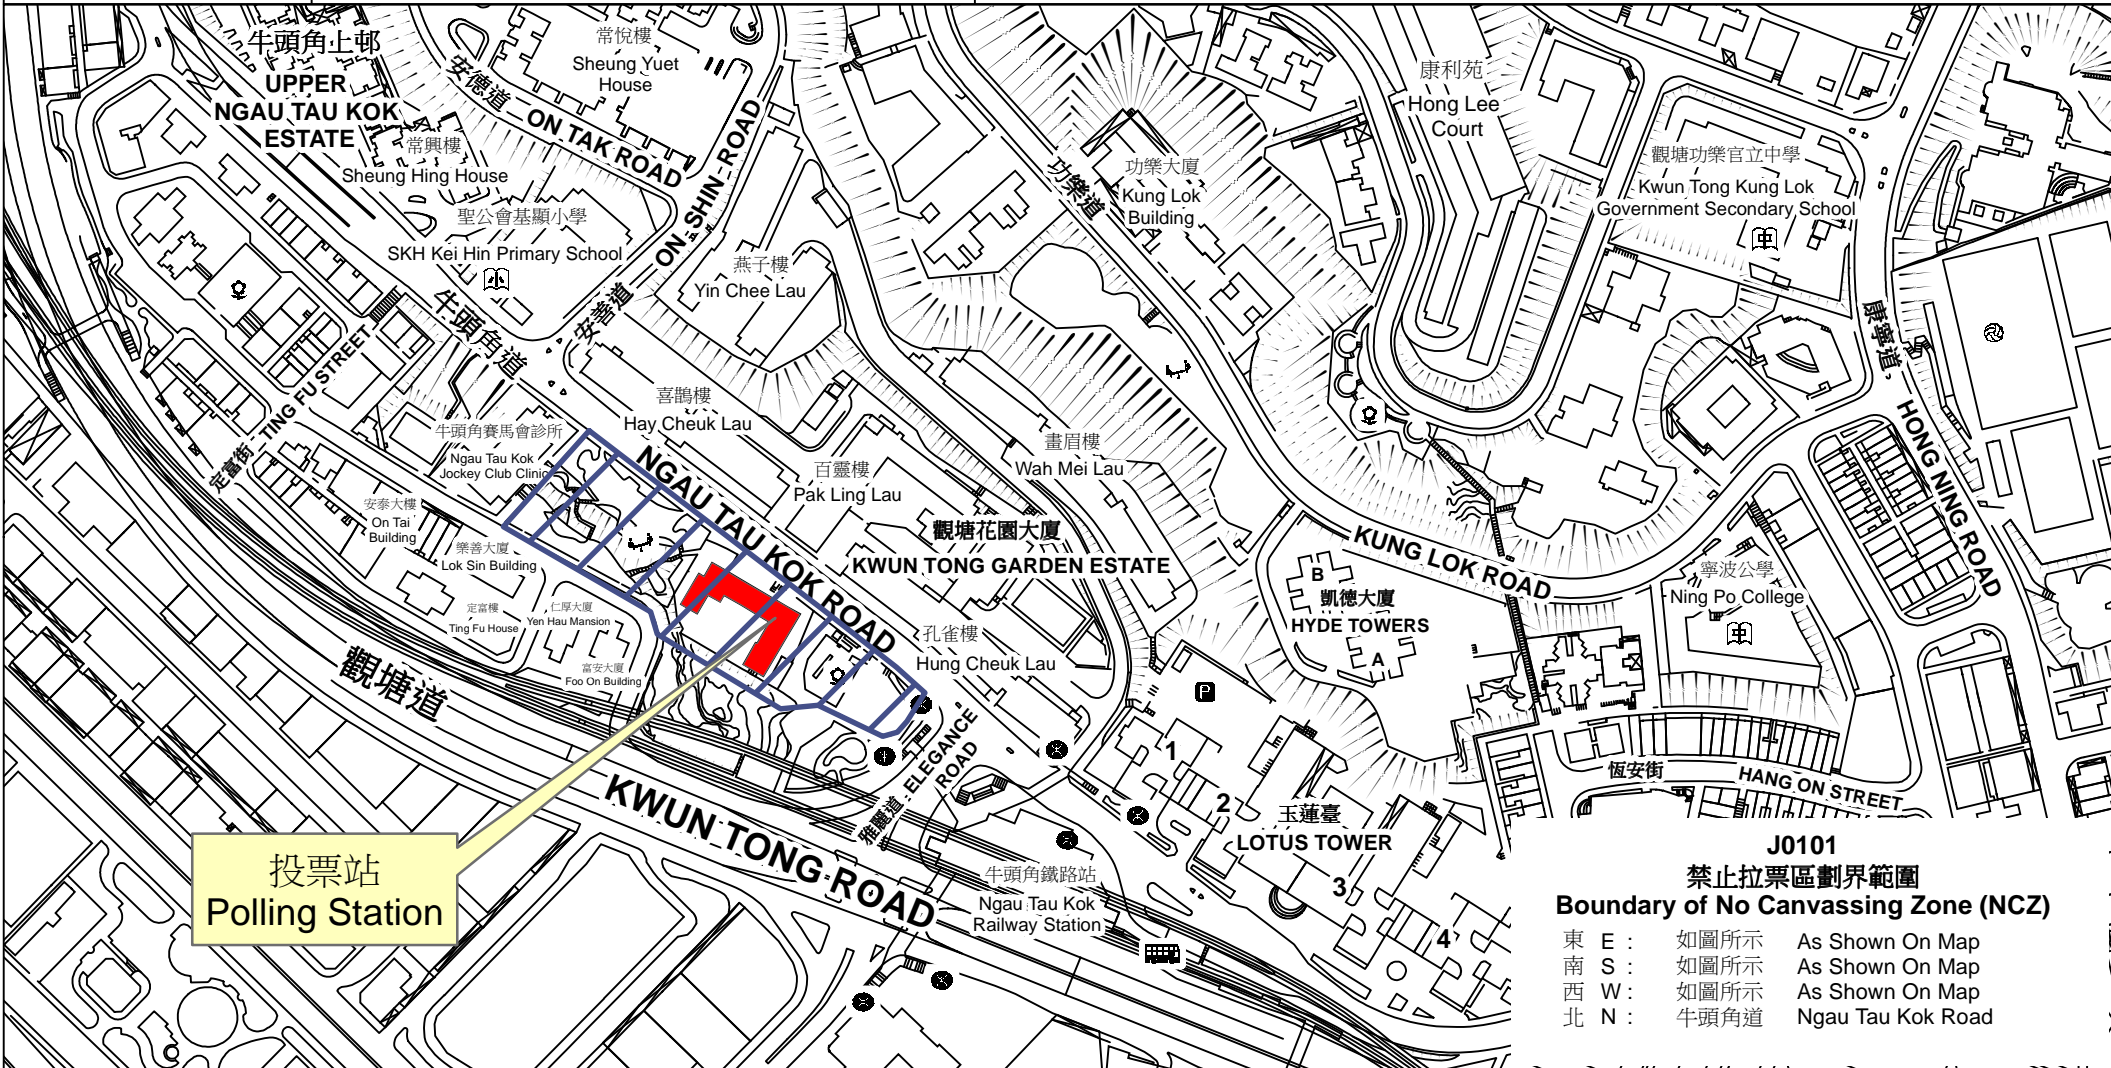 牛頭角上邨
UPPER
NGAU TAU KOK
ESTATE
常悅樓
Sheung Yuet
House
安德道 ON TAK ROAD
常興樓
Sheung Hing House
聖公會基顯小學
SKH Kei Hin Primary School
小
安善道 ON SHIN ROAD
燕子樓
Yin Chee Lau
功樂道
功樂大廈
Kung Lok
Building
康利苑
Hong Lee
Court
觀塘功樂官立中學
Kwun Tong Kung Lok
Government Secondary School
中
康寧道
HONG NING ROAD
牛頭角道
定富街 TING FU STREET
喜鵲樓
Hay Cheuk Lau
牛頭角賽馬會診所
Ngau Tau Kok
Jockey Club Clinic
NGAU TAU KOK ROAD
百靈樓
Pak Ling Lau
畫眉樓
Wah Mei Lau
觀塘花園大廈
KWUN TONG GARDEN ESTATE
安泰大樓
On Tai
Building
樂善大廈
Lok Sin Building
定富樓
Ting Fu House
仁厚大廈
Yen Hau Mansion
富安大廈
Foo On Building
孔雀樓
Hung Cheuk Lau
KUNG LOK ROAD
B
凱德大廈
HYDE TOWERS
A
寧波公學
Ning Po College
中
P
觀塘道
KWUN TONG ROAD
雅麗道 ELEGANCE
ROAD
1
2
玉蓮臺
LOTUS TOWER
3
4
恆安街 HANG ON STREET
牛頭角鐵路站
Ngau Tau Kok
Railway Station
投票站
Polling Station
J0101
禁止拉票區劃界範圍
Boundary of No Canvassing Zone (NCZ)
東 E : 如圖所示 As Shown On Map
南 S : 如圖所示 As Shown On Map
西 W : 如圖所示 As Shown On Map
北 N : 牛頭角道 Ngau Tau Kok Road